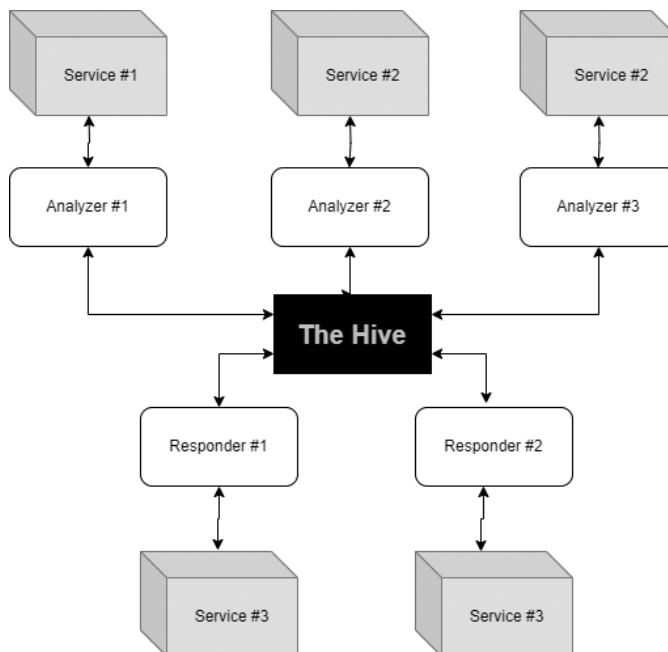 Service #1
Service #2
Service #2
Analyzer #1
Analyzer #2
Analyzer #3
The Hive
Responder #1
Responder #2
Service #3
Service #3